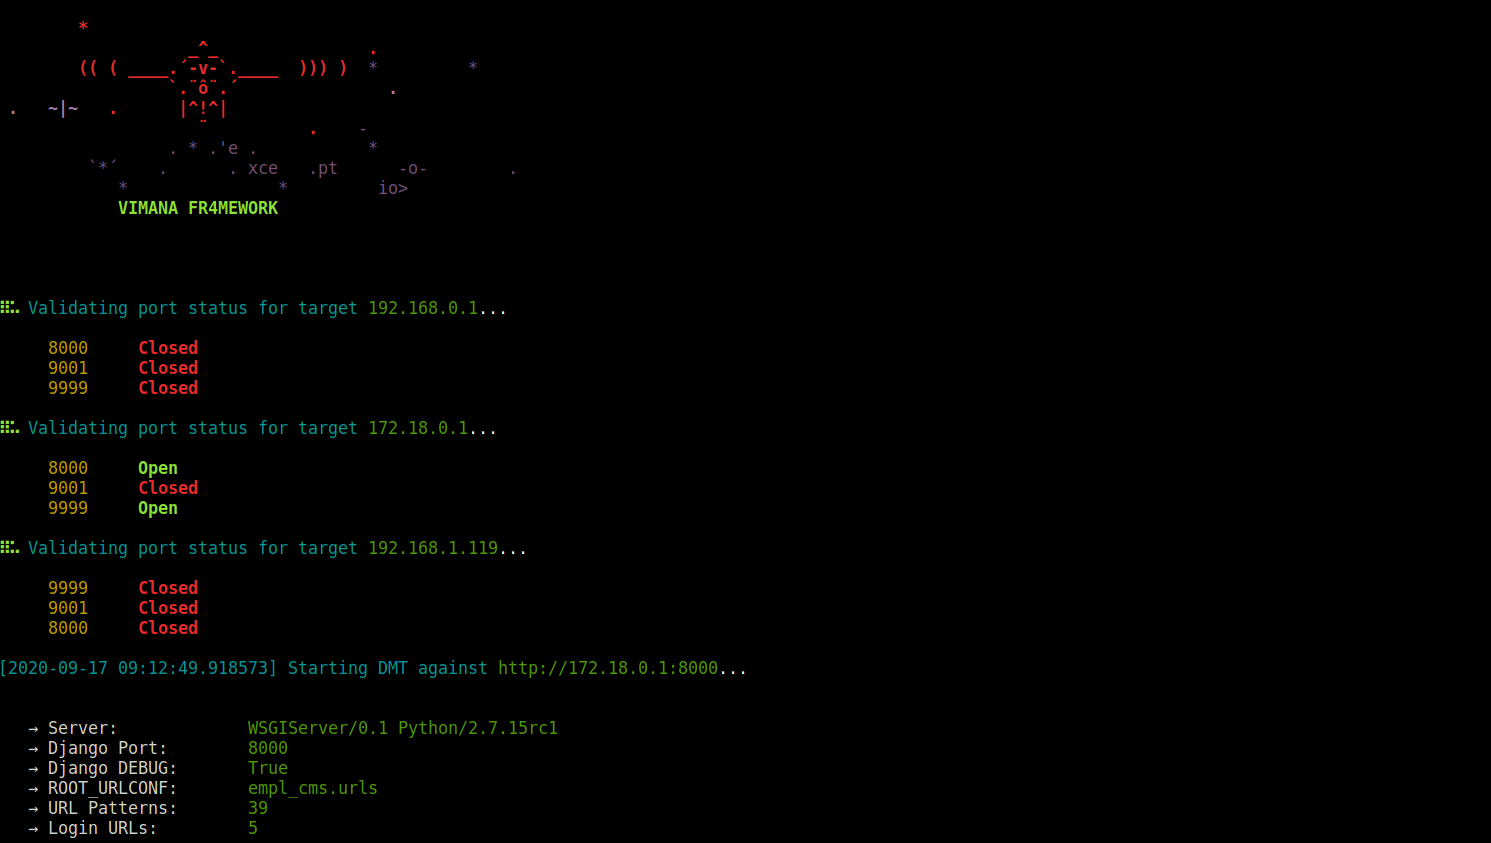 *
_^_ .
(( ( ____.´-v-`.____ ))) ) * *
`.¨ô¨.´ .
. ~|~ . |^!^|
¨ . -
. * .'e . *
`*´ . . xce .pt -o- .
* * io>
VIMANA FR4MEWORK
Validating port status for target 192.168.0.1...
8000 Closed
9001 Closed
9999 Closed
Validating port status for target 172.18.0.1...
8000 Open
9001 Closed
9999 Open
Validating port status for target 192.168.1.119...
9999 Closed
9001 Closed
8000 Closed
[2020-09-17 09:12:49.918573] Starting DMT against http://172.18.0.1:8000...
→ Server: WSGIServer/0.1 Python/2.7.15rc1
→ Django Port: 8000
→ Django DEBUG: True
→ ROOT_URLCONF: empl_cms.urls
→ URL Patterns: 39
→ Login URLs: 5